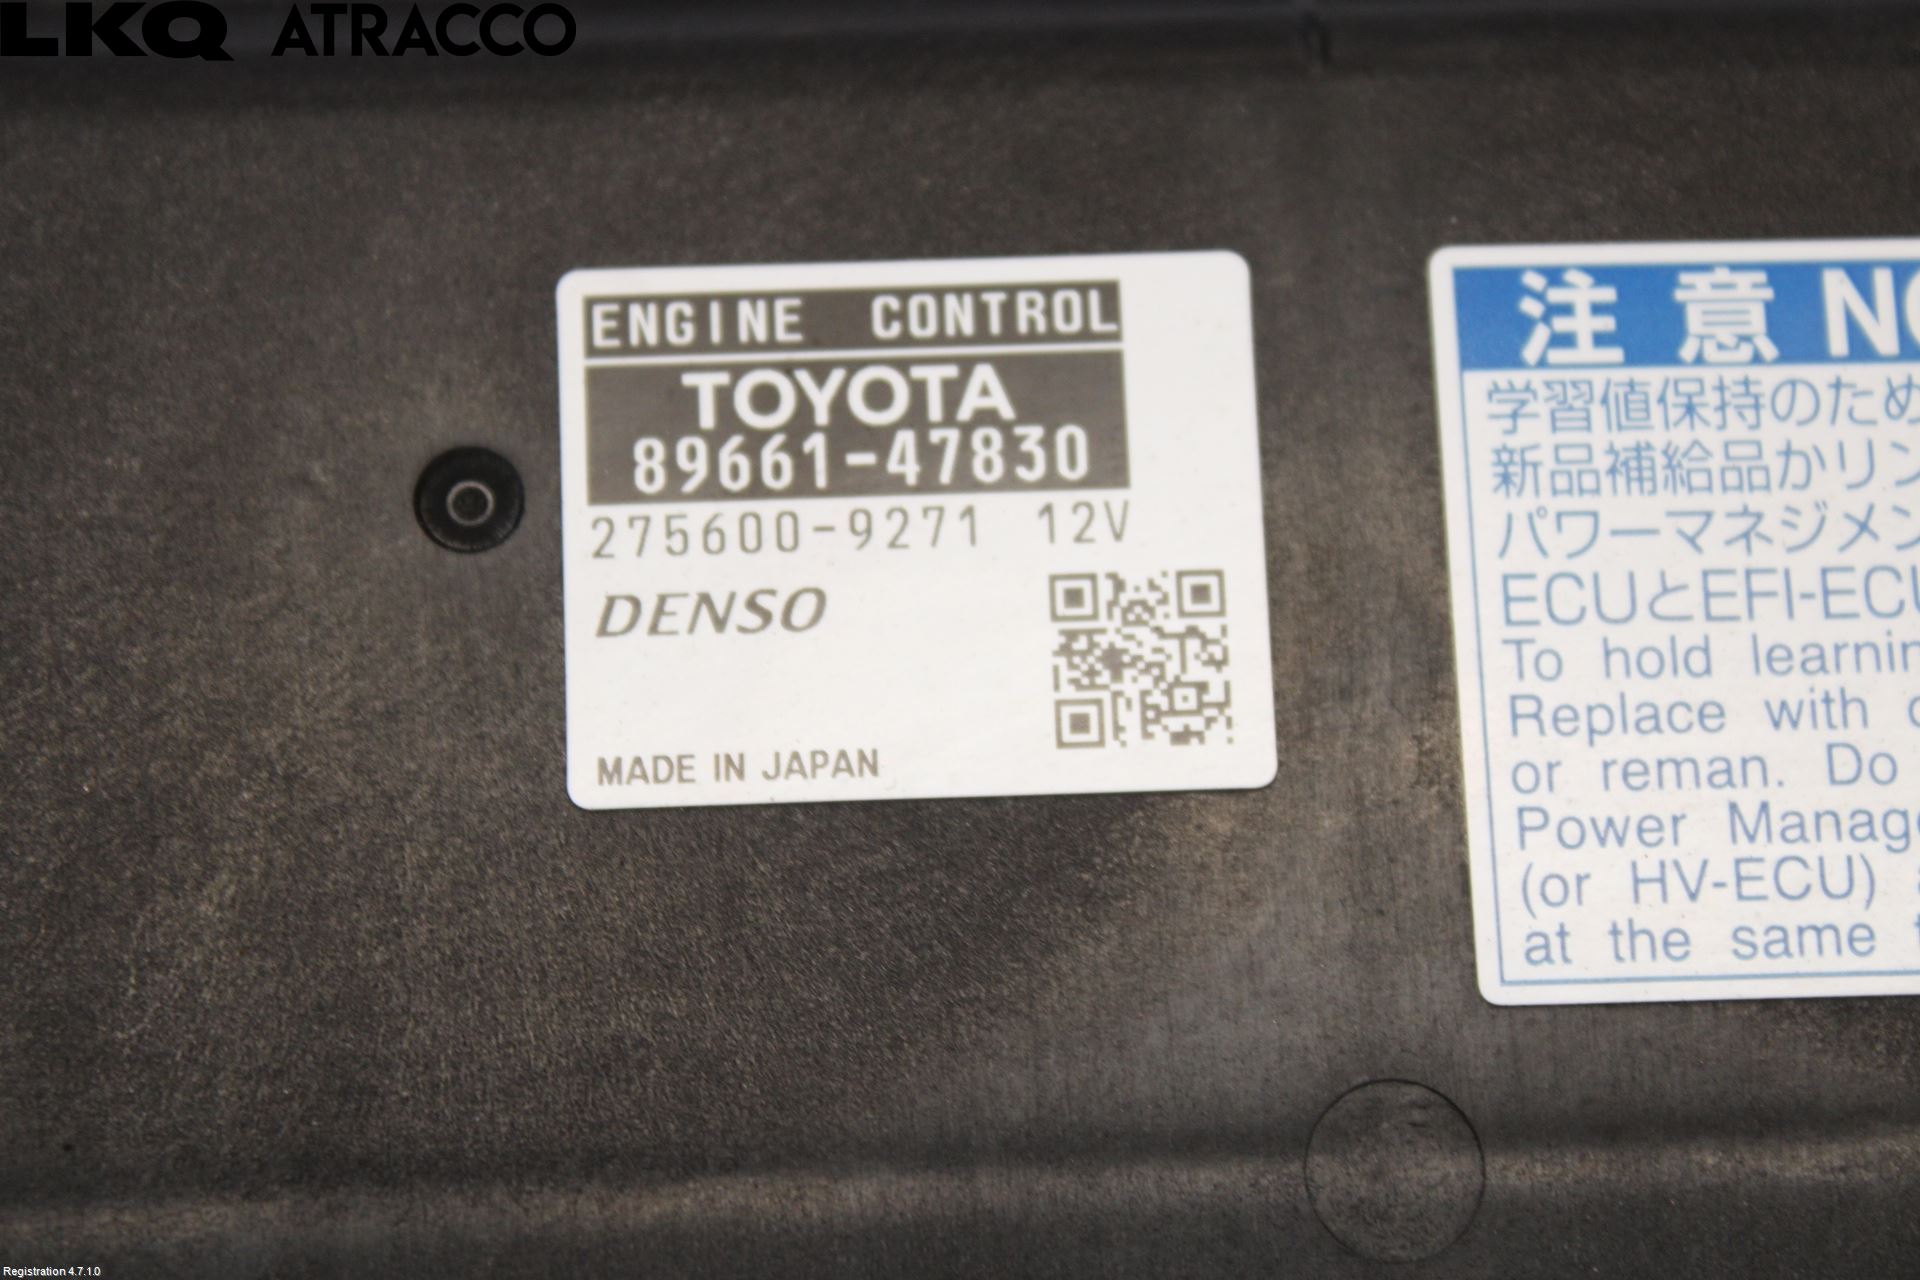 LKQ ATRACCO
ENGINE CONTROL
TOYOTA
89661-47830
275600-9271 12V
DENSO
MADE IN JAPAN
注意 NO
学習値保持のため
新品補給品かリン
パワーマネジメン
ECUとEFI-ECU
To hold learnin
Replace with
or reman. Do
Power Manage
(or HV-ECU)
at the same
Registration 4.7.1.0